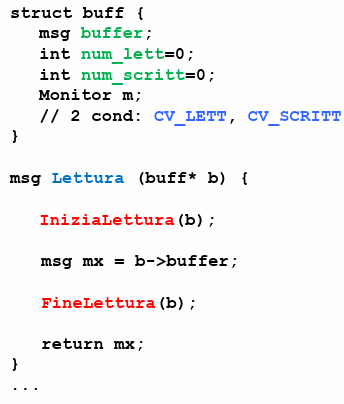 struct buff {
msg buffer;
int num_lett=0;
int num_scritt=0;
Monitor m;
// 2 cond: CV_LETT, CV_SCRITT
}
msg Lettura (buff* b) {
IniziaLettura(b);
msg mx = b->buffer;
FineLettura(b);
return mx;
}
...